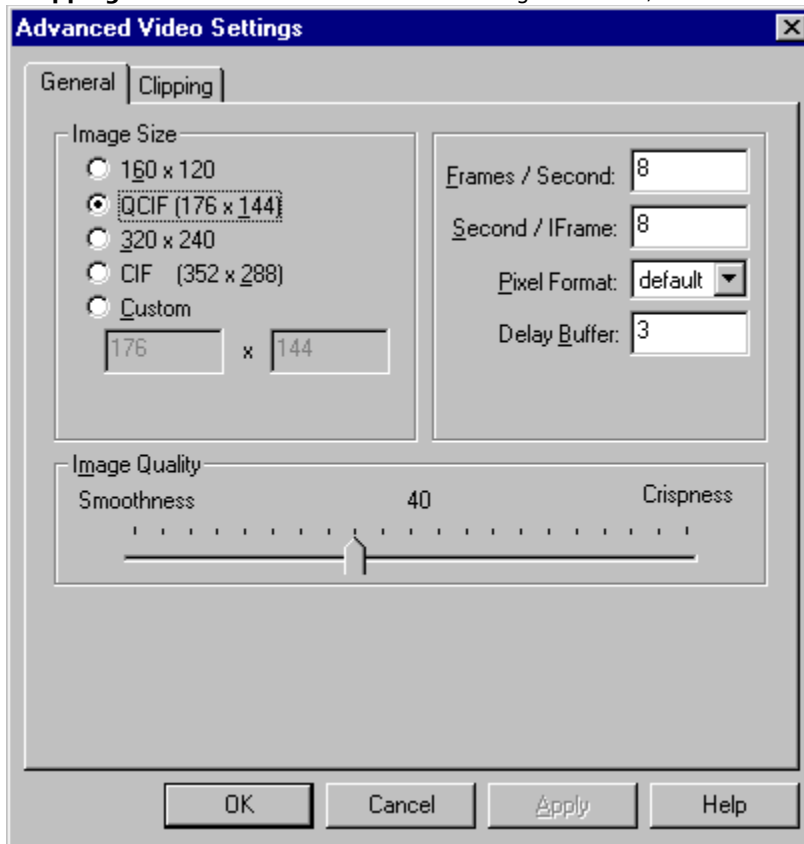 Advanced Video Settings
General Clipping
Image Size
160 x 120
QCIF (176 x 144)
320 x 240
CIF (352 x 288)
Custom
176 x 144
Frames / Second: 8
Second / IFrame: 8
Pixel Format: default
Delay Buffer: 3
Image Quality
Smoothness 40 Crispness
OK Cancel Apply Help